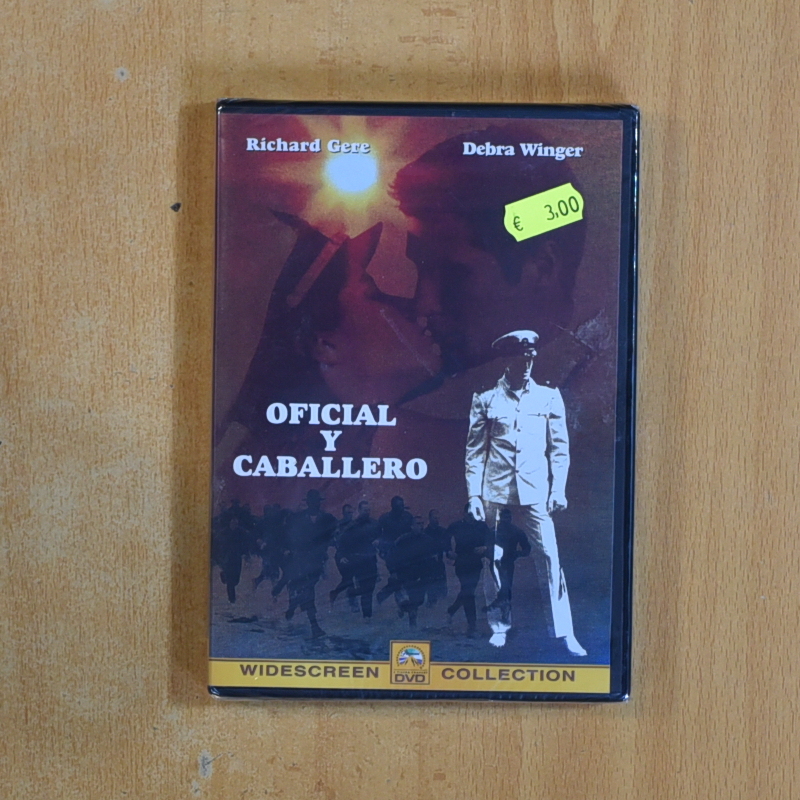 Richard Gere
Debra Winger
€ 3,00
OFICIAL
Y
CABALLERO
WIDESCREEN
DVD
COLLECTION